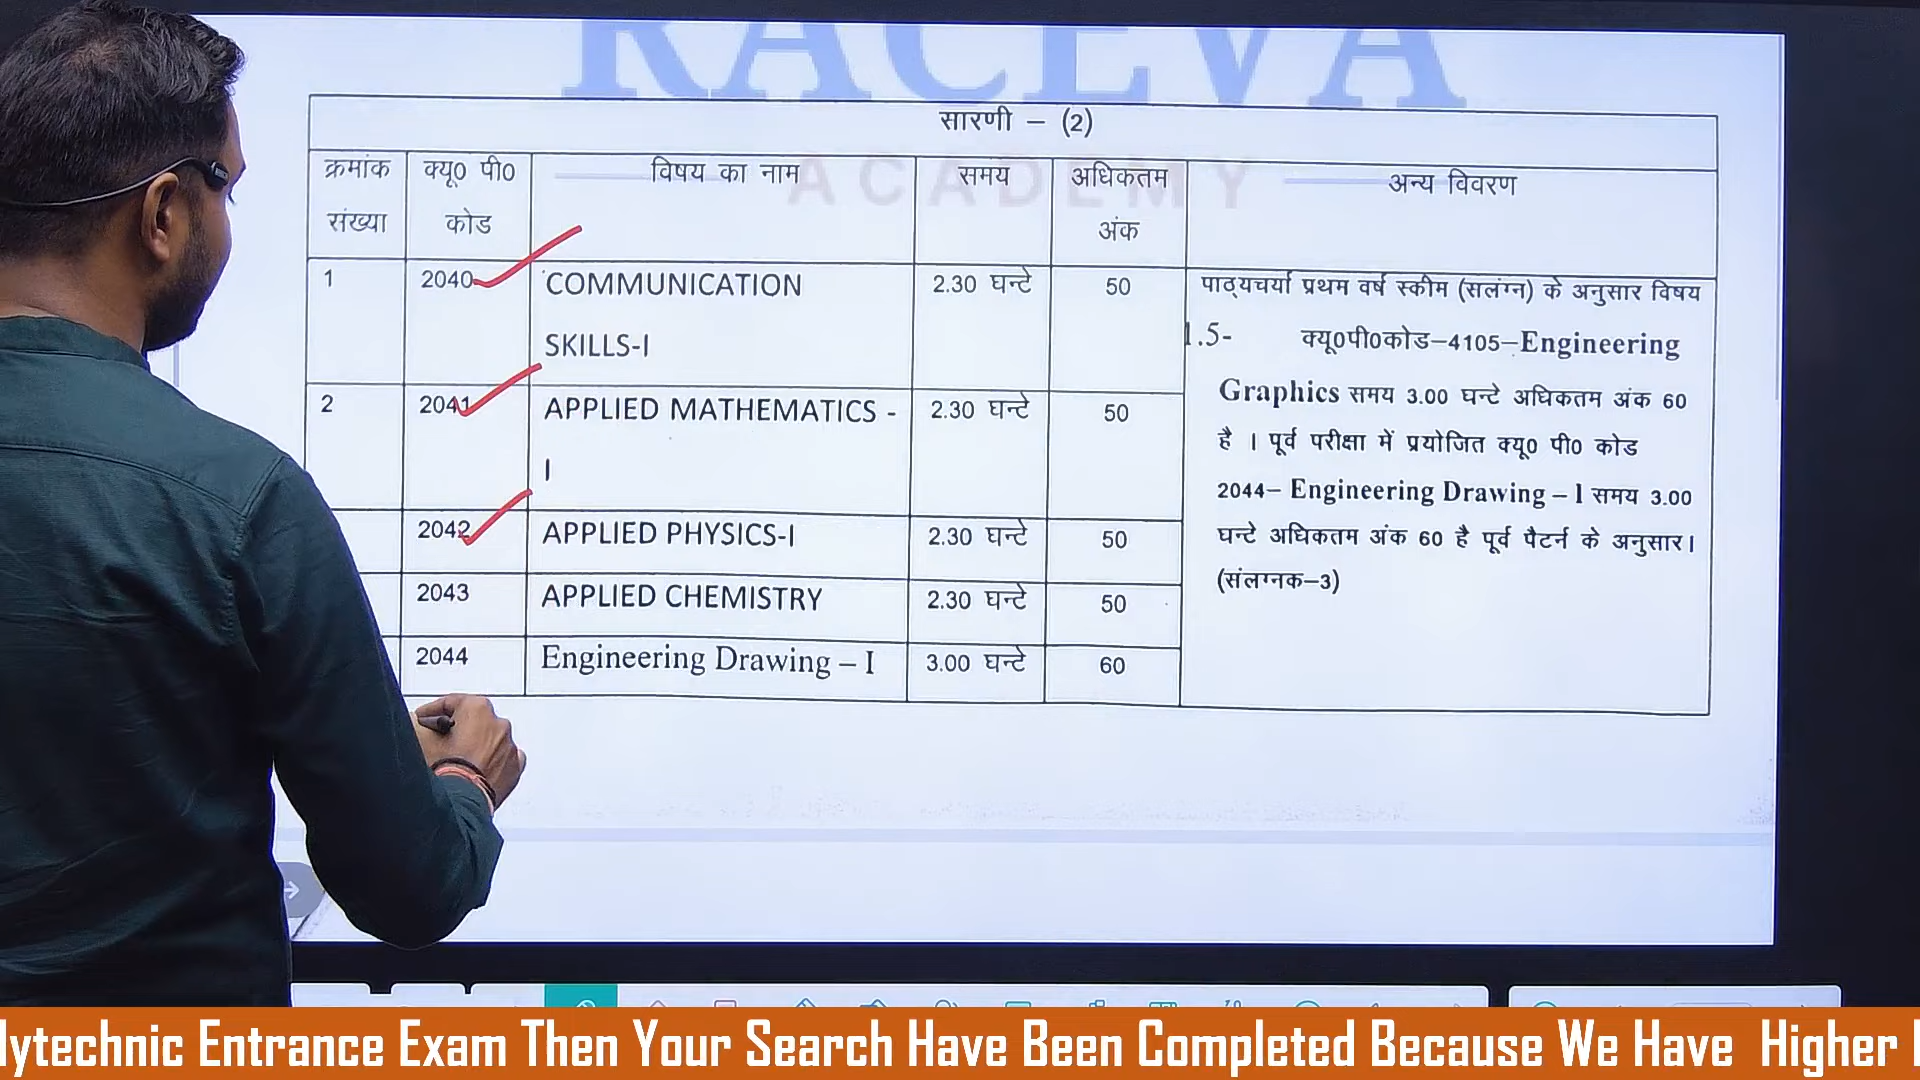 RACEVA
ACADEMY
सारणी – (2)
क्रमांक संख्या
क्यू0 पी0 कोड
विषय का नाम
समय
अधिकतम अंक
अन्य विवरण
1
2040
COMMUNICATION
SKILLS-I
2.30 घन्टे
50
2
2041
APPLIED MATHEMATICS -
I
2.30 घन्टे
50
2042
APPLIED PHYSICS-I
2.30 घन्टे
50
2043
APPLIED CHEMISTRY
2.30 घन्टे
50
2044
Engineering Drawing – I
3.00 घन्टे
60
पाठ्यचर्या प्रथम वर्ष स्कीम (सलंग्न) के अनुसार विषय
1.5- क्यू0पी0कोड–4105–Engineering
Graphics समय 3.00 घन्टे अधिकतम अंक 60
है । पूर्व परीक्षा में प्रयोजित क्यू0 पी0 कोड
2044– Engineering Drawing – I समय 3.00
घन्टे अधिकतम अंक 60 है पूर्व पैटर्न के अनुसार।
(संलग्नक–3)
lytechnic Entrance Exam Then Your Search Have Been Completed Because We Have Higher